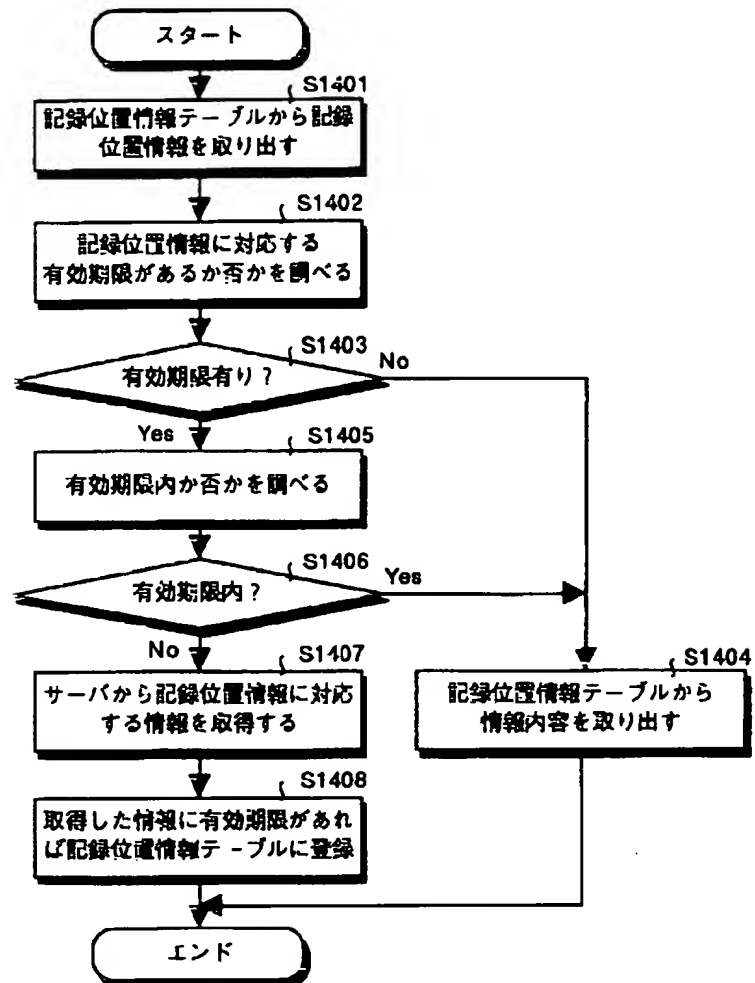 スタート
S1401
記録位置情報テーブルから記録
位置情報を取り出す
S1402
記録位置情報に対応する
有効期限があるか否かを調べる
S1403
有効期限有り？
No
Yes
S1405
有効期限内か否かを調べる
S1406
有効期限内？
Yes
No
S1407
サーバから記録位置情報に対応
する情報を取得する
S1404
記録位置情報テーブルから
情報内容を取り出す
S1408
取得した情報に有効期限があれ
ば記録位置情報テーブルに登録
エンド